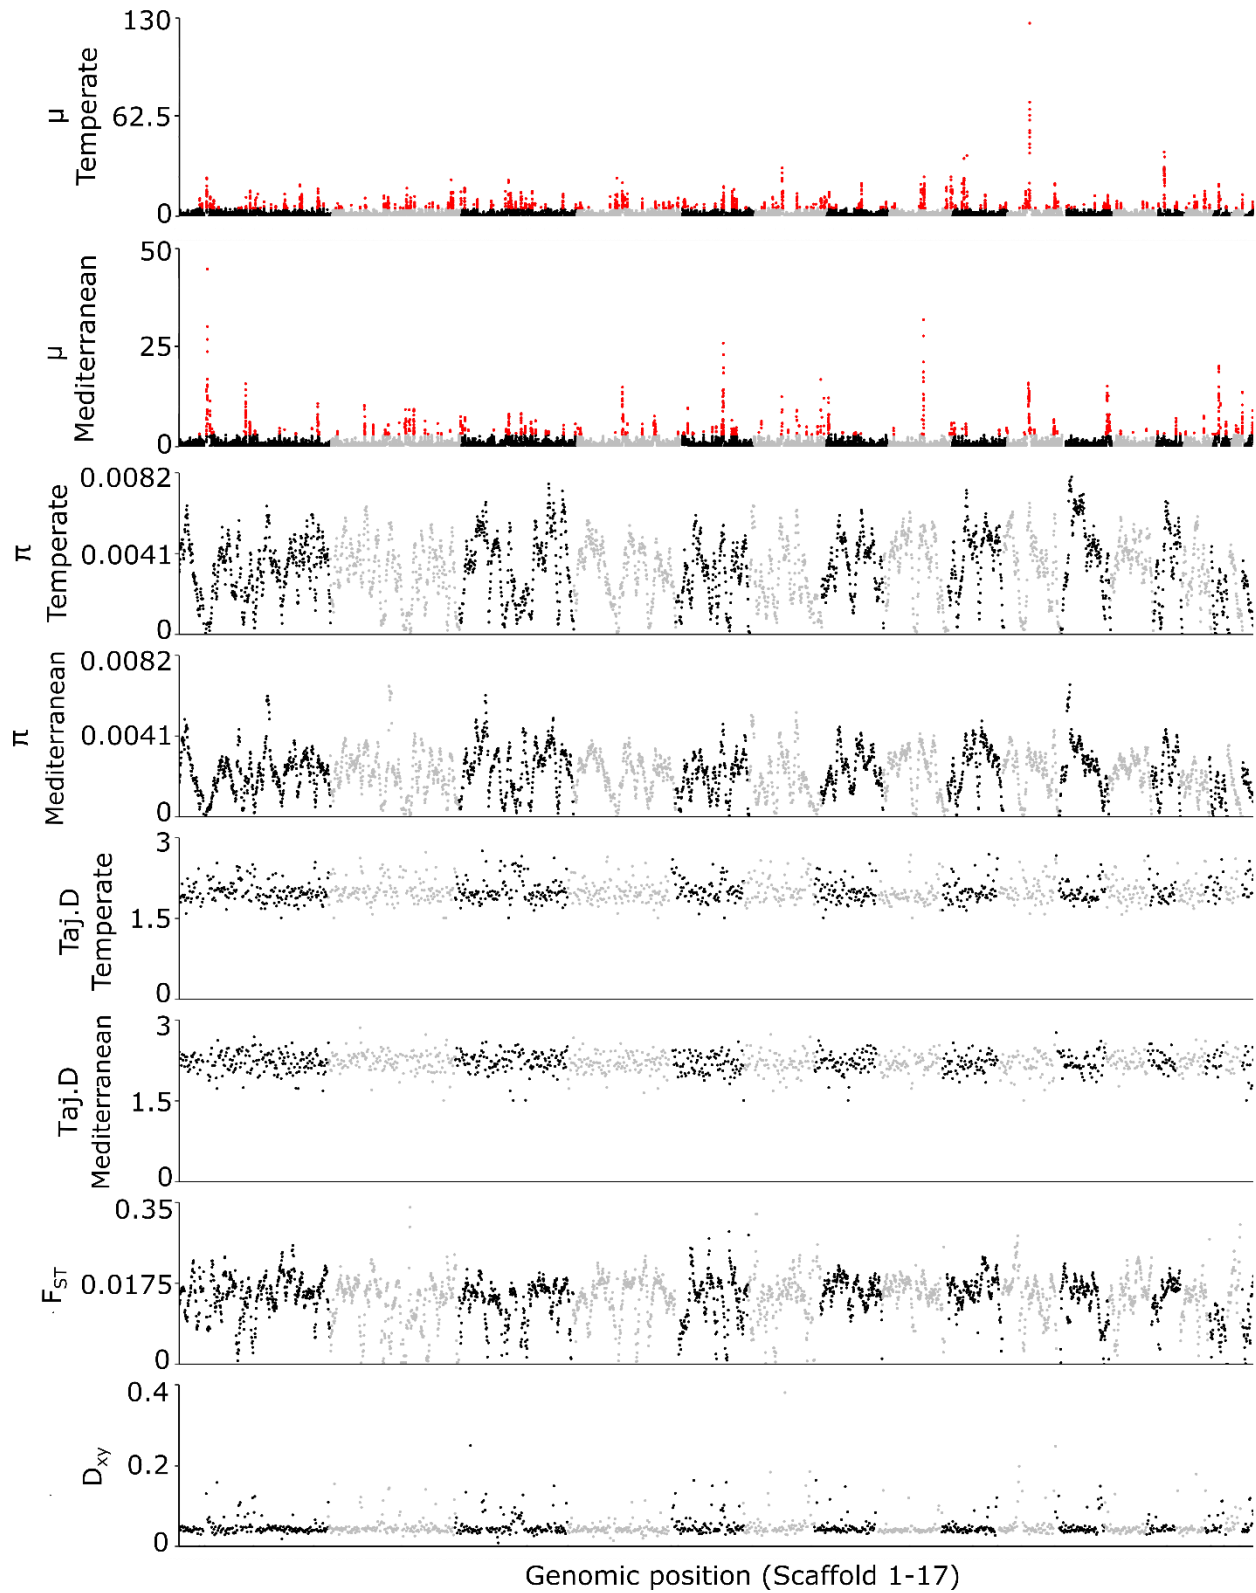 130
62.5
0
μ
Temperate
50
25
0
μ
Mediterranean
0.0082
0.0041
0
π
Temperate
0.0082
0.0041
0
π
Mediterranean
3
1.5
0
Taj.D
Temperate
3
1.5
0
Taj.D
Mediterranean
0.35
0.0175
0
FST
0.4
0.2
0
Dxy
Genomic position (Scaffold 1-17)